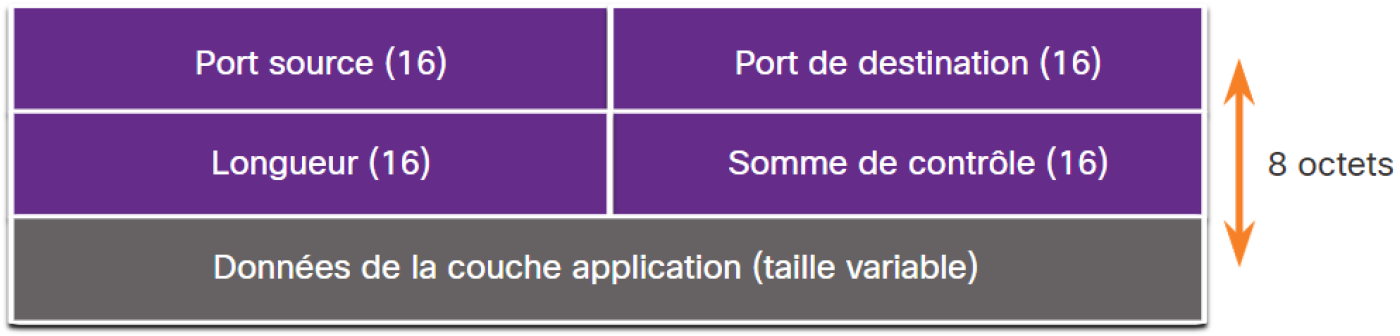 Port source (16)
Port de destination (16)
Longueur (16)
Somme de contrôle (16)
8 octets
Données de la couche application (taille variable)